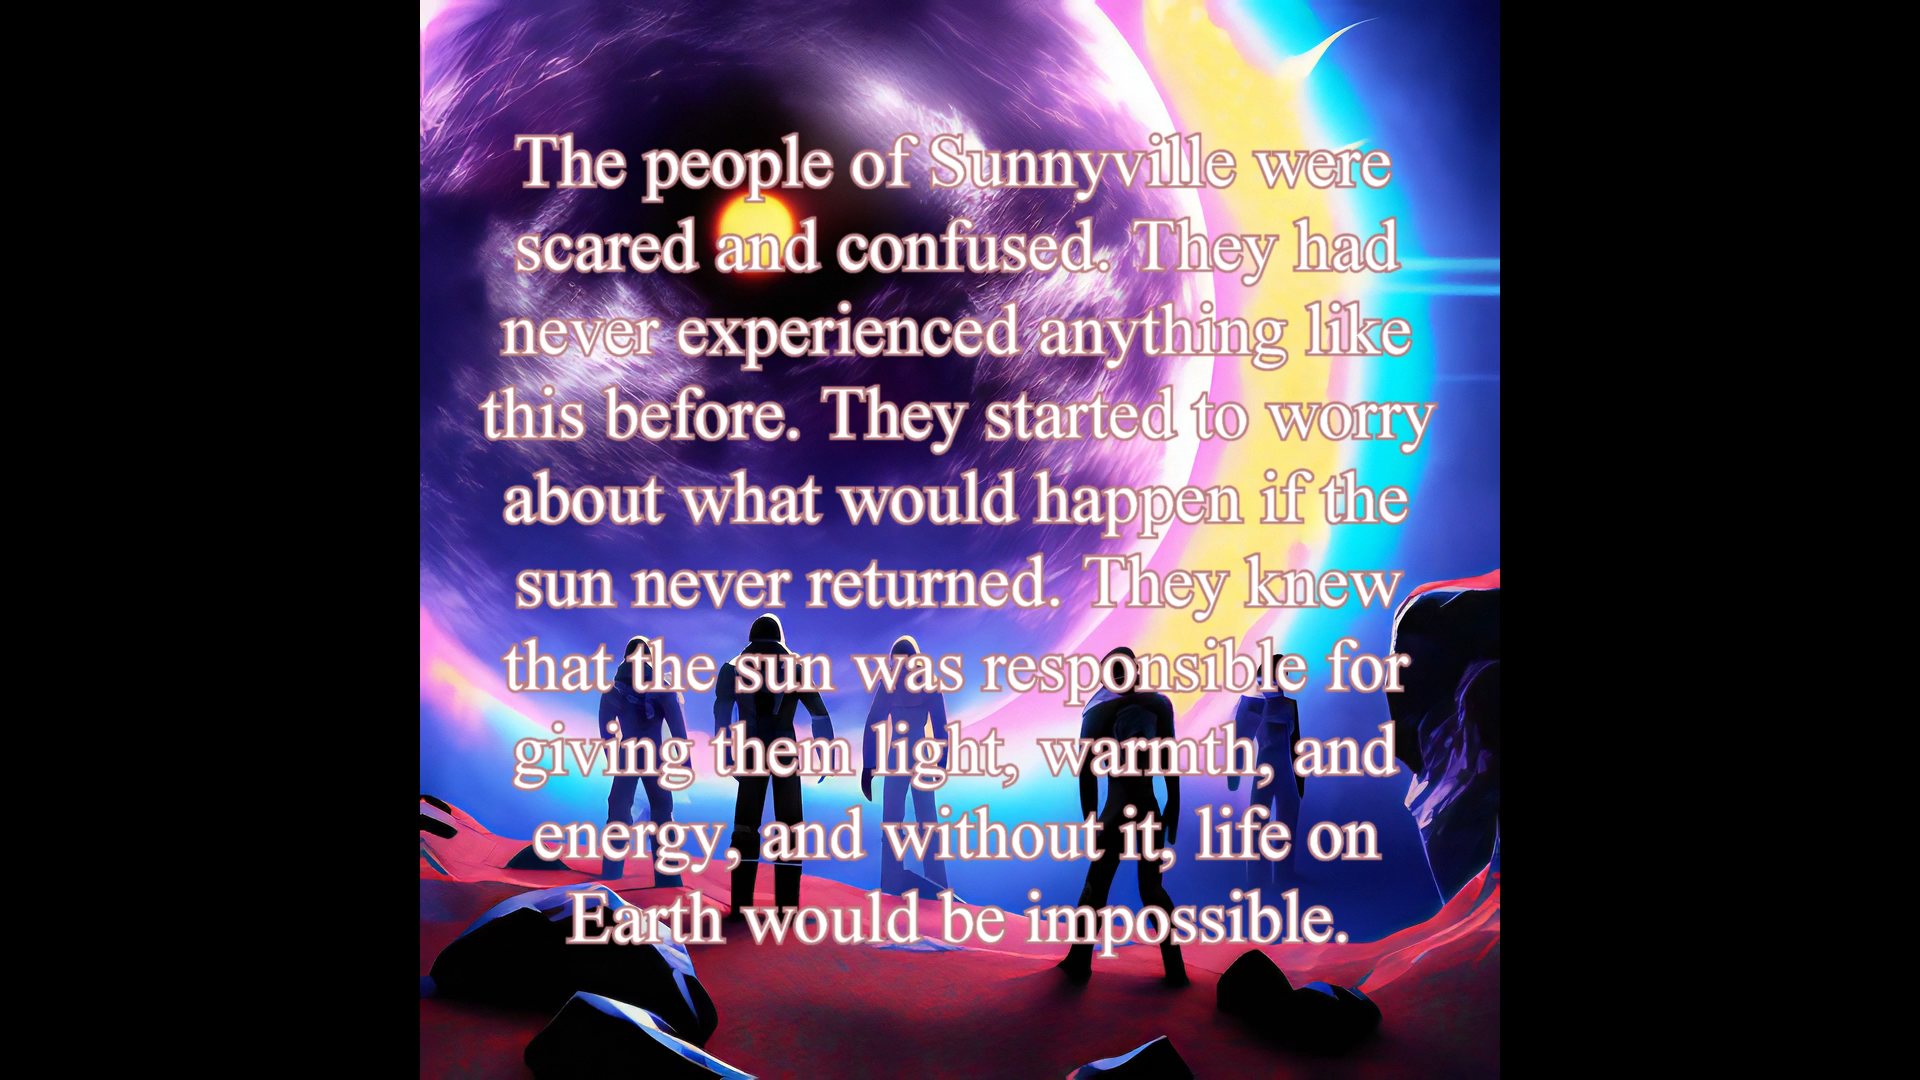 The people of Sunnyville were
scared and confused. They had
never experienced anything like
this before. They started to worry
about what would happen if the
sun never returned. They knew
that the sun was responsible for
giving them light, warmth, and
energy, and without it, life on
Earth would be impossible.